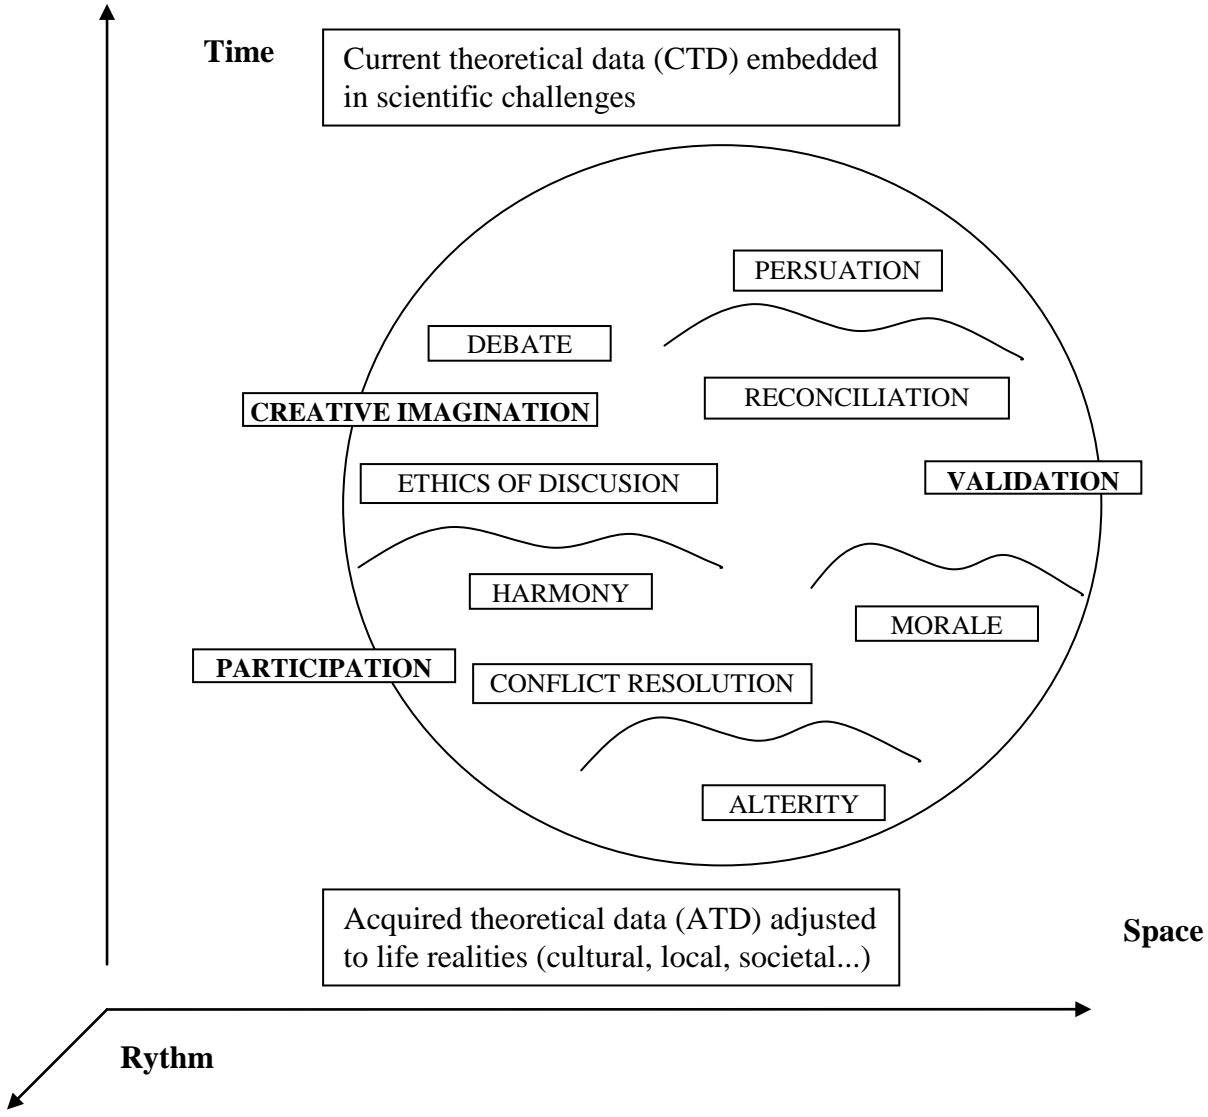 Time
Current theoretical data (CTD) embedded
in scientific challenges
PERSUATION
DEBATE
RECONCILIATION
CREATIVE IMAGINATION
ETHICS OF DISCUSION
VALIDATION
HARMONY
MORALE
PARTICIPATION
CONFLICT RESOLUTION
ALTERITY
Acquired theoretical data (ATD) adjusted
to life realities (cultural, local, societal...)
Space
Rythm